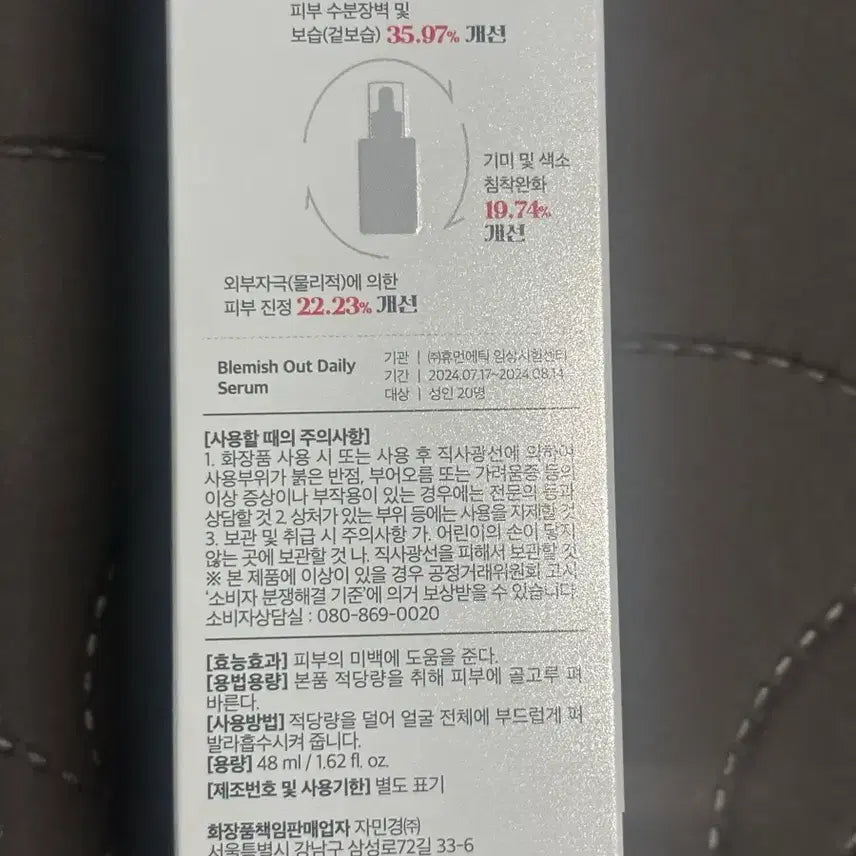 피부 수분장벽 및
보습(겉보습) 35.97% 개선
기미 및 색소
침착완화
19.74%
개선
외부자극(물리적)에 의한
피부 진정 22.23% 개선
Blemish Out Daily
Serum
기관 | ㈜휴먼에틱 임상시험센터
기간 | 2024.07.17~2024.08.14
대상 | 성인 20명
[사용할 때의 주의사항]
1. 화장품 사용 시 또는 사용 후 직사광선에 의하여
사용부위가 붉은 반점, 부어오름 또는 가려움증 등의
이상 증상이나 부작용이 있는 경우에는 전문의 등과
상담할 것 2. 상처가 있는 부위 등에는 사용을 자제할 것
3. 보관 및 취급 시 주의사항 가. 어린이의 손이 닿지
않는 곳에 보관할 것 나. 직사광선을 피해서 보관할 것
※ 본 제품에 이상이 있을 경우 공정거래위원회 고시
'소비자 분쟁해결 기준'에 의거 보상받을 수 있습니다.
소비자상담실 : 080-869-0020
[효능효과] 피부의 미백에 도움을 준다.
[용법용량] 본품 적당량을 취해 피부에 골고루 펴
바른다.
[사용방법] 적당량을 덜어 얼굴 전체에 부드럽게 펴
발라흡수시켜 줍니다.
[용량] 48 ml / 1.62 fl. oz.
[제조번호 및 사용기한] 별도 표기
화장품책임판매업자 자민경㈜
서울특별시 강남구 삼성로72길 33-6